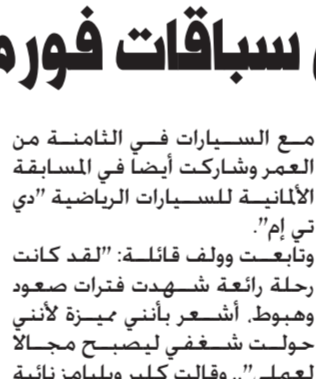 سباقات فورم
مع السيارات في الثامنة من
العمر وشاركت أيضا في المسابقة
الألمانية للسيارات الرياضية ”دي
تي إم”.
وتابعت وولف قائلة: ”لقد كانت
رحلة رائعة شهدت فترات صعود
وهبوط. أشعر بأنني مميزة لأنني
حولت شغفي ليصبح مجالا
لعملي”.. وقالت كلير ويليامز نائبة